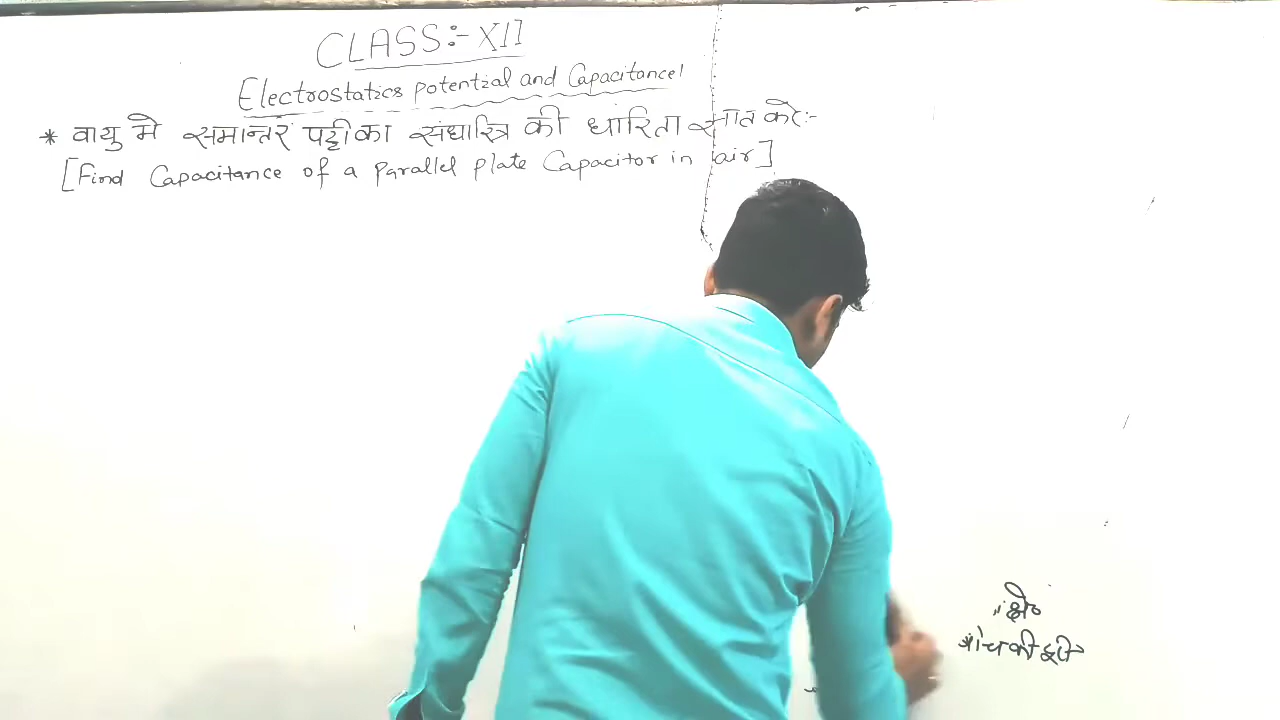 CLASS:- XII
Electrostatics potential and Capacitance
* वायु मे समान्तर पट्टीका संधारित्र की धारिता ज्ञात करे:-
[Find Capacitance of a parallel plate Capacitor in air]
की दूरी